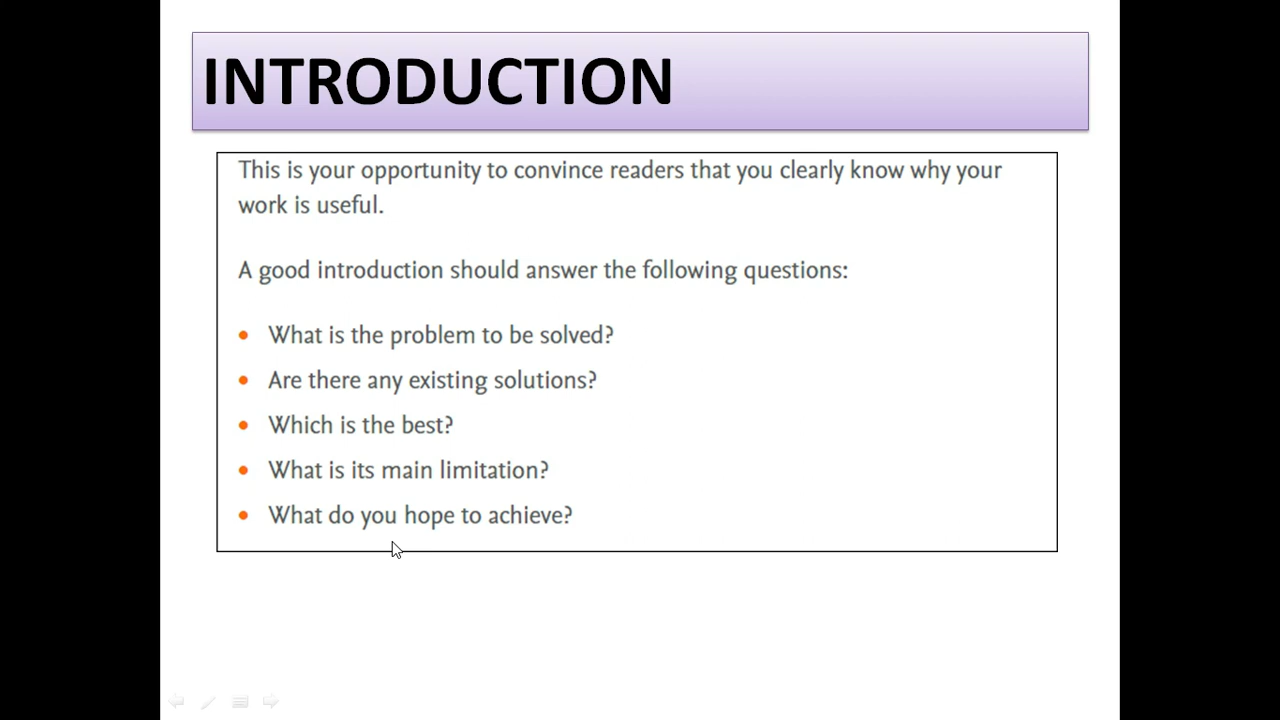 INTRODUCTION
This is your opportunity to convince readers that you clearly know why your
work is useful.
A good introduction should answer the following questions:
• What is the problem to be solved?
• Are there any existing solutions?
• Which is the best?
• What is its main limitation?
• What do you hope to achieve?